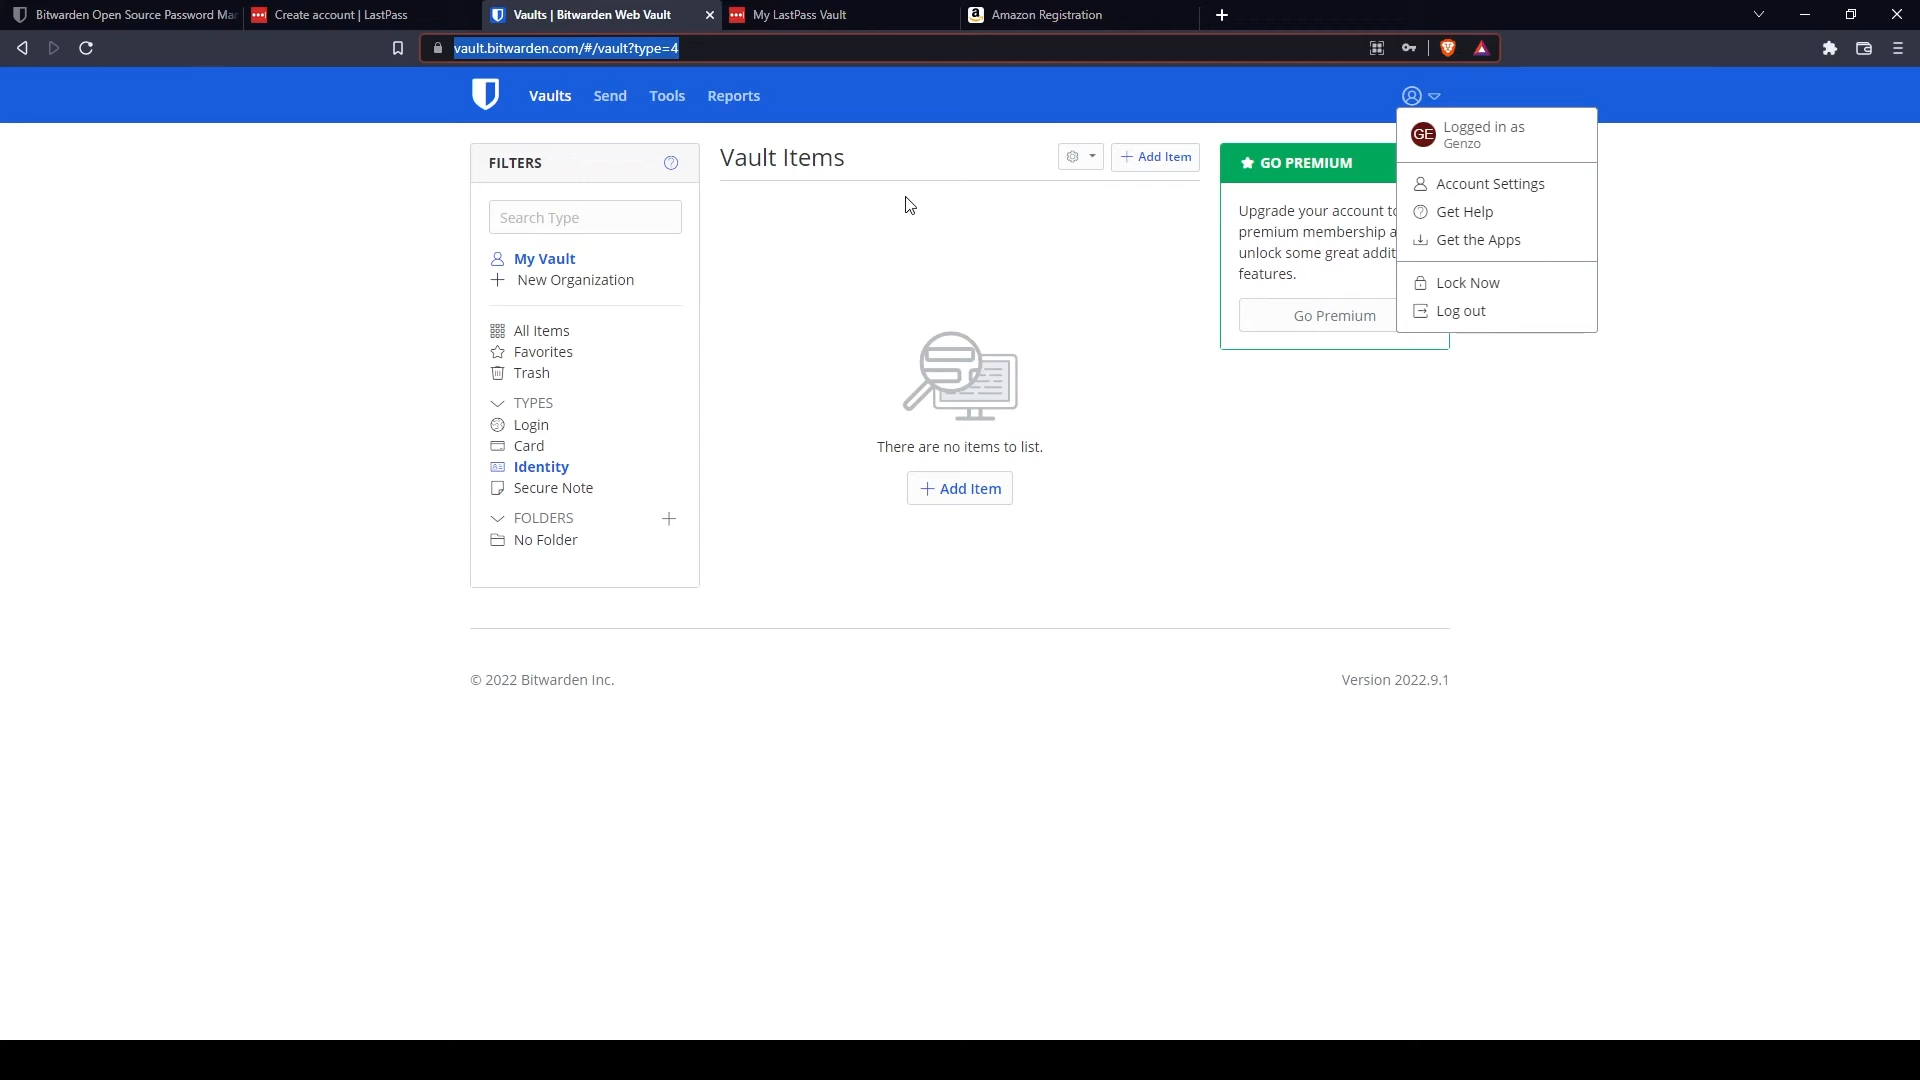 Bitwarden Open Source Password Mar
Create account | LastPass
Vaults | Bitwarden Web Vault
My LastPass Vault
Amazon Registration
vault.bitwarden.com/#/vault?type=4
Vaults
Send
Tools
Reports
GE
Logged in as
Genzo
Account Settings
Get Help
Get the Apps
Lock Now
Log out
FILTERS
Search Type
My Vault
New Organization
All Items
Favorites
Trash
TYPES
Login
Card
Identity
Secure Note
FOLDERS
No Folder
Vault Items
Add Item
There are no items to list.
Add Item
GO PREMIUM
Upgrade your account to
premium membership a
unlock some great addit
features.
Go Premium
© 2022 Bitwarden Inc.
Version 2022.9.1